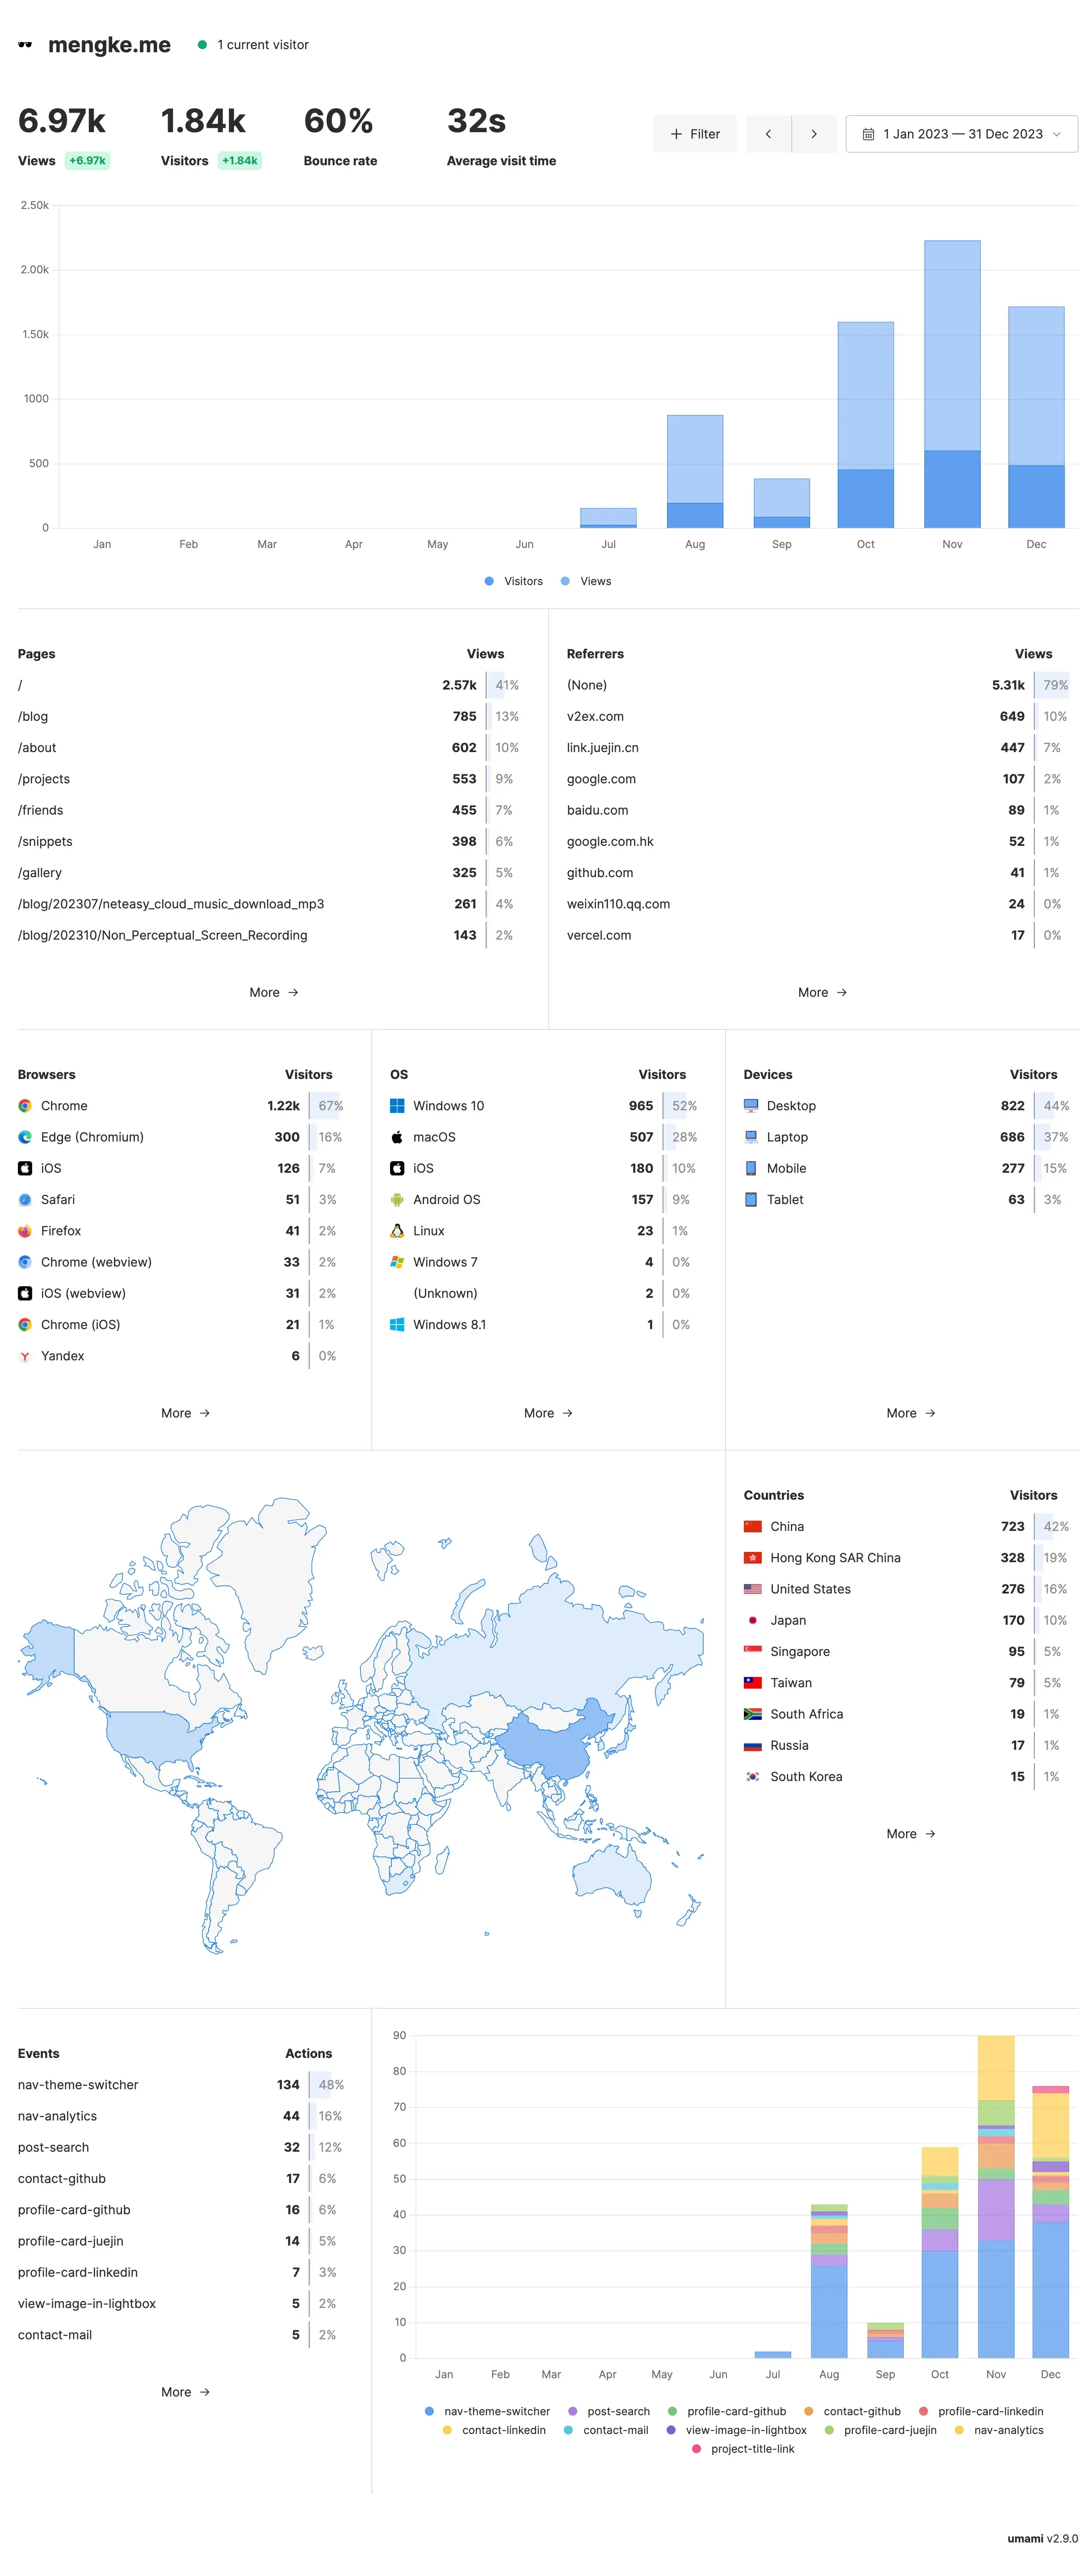 mengke.me 1 current visitor
6.97k 1.84k 60% 32s
Views +6.97k Visitors +1.84k Bounce rate Average visit time
Filter 1 Jan 2023 — 31 Dec 2023
2.50k
2.00k
1.50k
1000
500
0
Jan Feb Mar Apr May Jun Jul Aug Sep Oct Nov Dec
Visitors Views
Pages Views
/ 2.57k 41%
/blog 785 13%
/about 602 10%
/projects 553 9%
/friends 455 7%
/snippets 398 6%
/gallery 325 5%
/blog/202307/neteasy_cloud_music_download_mp3 261 4%
/blog/202310/Non_Perceptual_Screen_Recording 143 2%
More
Referrers Views
(None) 5.31k 79%
v2ex.com 649 10%
link.juejin.cn 447 7%
google.com 107 2%
baidu.com 89 1%
google.com.hk 52 1%
github.com 41 1%
weixin110.qq.com 24 0%
vercel.com 17 0%
More
Browsers Visitors
Chrome 1.22k 67%
Edge (Chromium) 300 16%
iOS 126 7%
Safari 51 3%
Firefox 41 2%
Chrome (webview) 33 2%
iOS (webview) 31 2%
Chrome (iOS) 21 1%
Yandex 6 0%
More
OS Visitors
Windows 10 965 52%
macOS 507 28%
iOS 180 10%
Android OS 157 9%
Linux 23 1%
Windows 7 4 0%
(Unknown) 2 0%
Windows 8.1 1 0%
More
Devices Visitors
Desktop 822 44%
Laptop 686 37%
Mobile 277 15%
Tablet 63 3%
More
Countries Visitors
China 723 42%
Hong Kong SAR China 328 19%
United States 276 16%
Japan 170 10%
Singapore 95 5%
Taiwan 79 5%
South Africa 19 1%
Russia 17 1%
South Korea 15 1%
More
Events Actions
nav-theme-switcher 134 48%
nav-analytics 44 16%
post-search 32 12%
contact-github 17 6%
profile-card-github 16 6%
profile-card-juejin 14 5%
profile-card-linkedin 7 3%
view-image-in-lightbox 5 2%
contact-mail 5 2%
More
90
80
70
60
50
40
30
20
10
0
Jan Feb Mar Apr May Jun Jul Aug Sep Oct Nov Dec
nav-theme-switcher post-search profile-card-github contact-github profile-card-linkedin
contact-linkedin contact-mail view-image-in-lightbox profile-card-juejin nav-analytics
project-title-link
umami v2.9.0